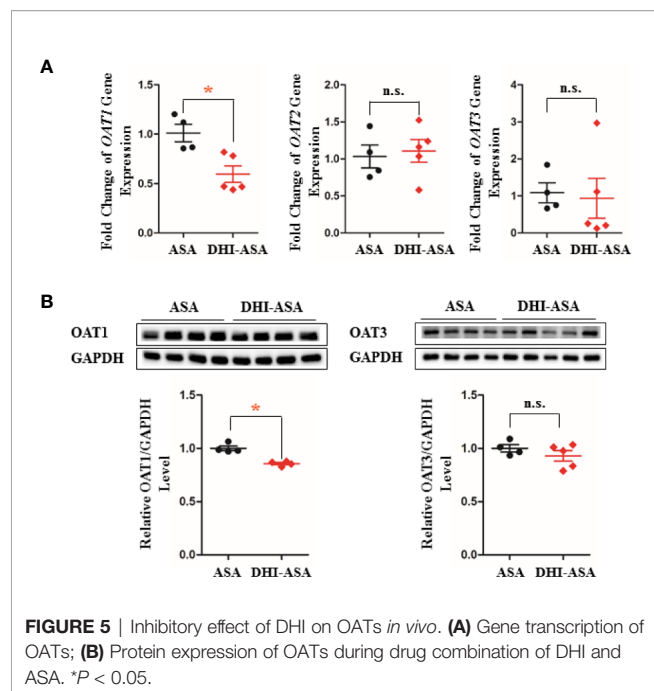 A
Fold Change of OAT1 Gene
Expression
1.5
1.0
0.5
0.0
*
ASA DHI-ASA
Fold Change of OAT2 Gene
Expression
2.0
1.5
1.0
0.5
0.0
n.s.
ASA DHI-ASA
Fold Change of OAT3 Gene
Expression
4
3
2
1
0
n.s.
ASA DHI-ASA
B
ASA DHI-ASA
OAT1
GAPDH
ASA DHI-ASA
OAT3
GAPDH
Relative OAT1/GAPDH
Level
1.5
1.0
0.5
0.0
*
ASA DHI-ASA
Relative OAT3/GAPDH
Level
1.5
1.0
0.5
0.0
n.s.
ASA DHI-ASA
FIGURE 5 | Inhibitory effect of DHI on OATs in vivo. (A) Gene transcription of
OATs; (B) Protein expression of OATs during drug combination of DHI and
ASA. *P < 0.05.